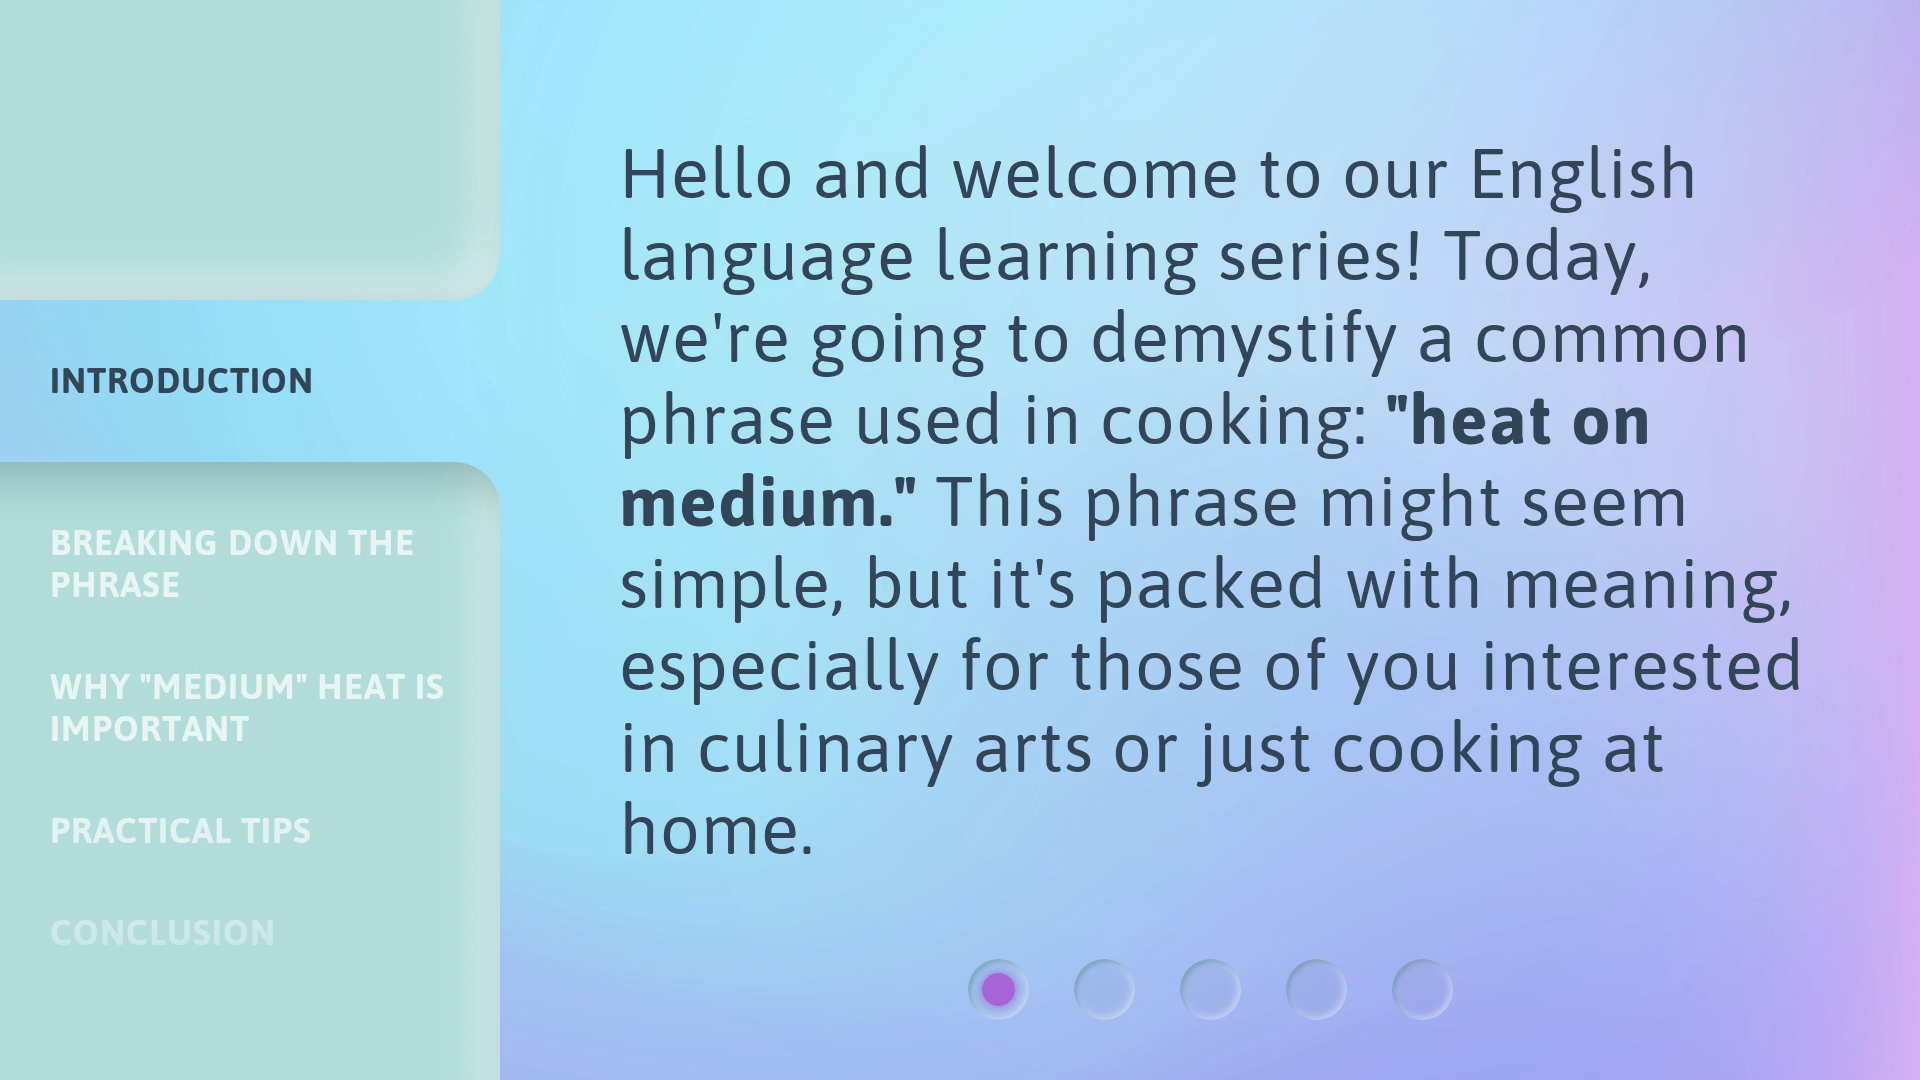 INTRODUCTION
BREAKING DOWN THE
PHRASE
WHY "MEDIUM" HEAT IS
IMPORTANT
PRACTICAL TIPS
CONCLUSION
Hello and welcome to our English
language learning series! Today,
we're going to demystify a common
phrase used in cooking: "heat on
medium." This phrase might seem
simple, but it's packed with meaning,
especially for those of you interested
in culinary arts or just cooking at
home.